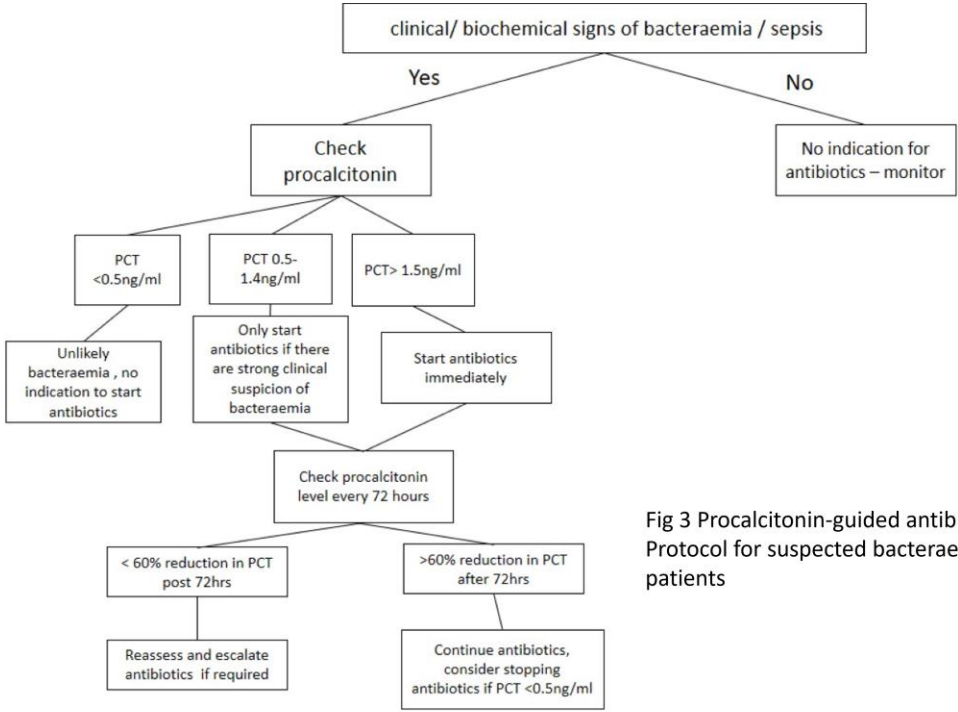 clinical/ biochemical signs of bacteraemia / sepsis
Yes
No
Check
procalcitonin
No indication for
antibiotics – monitor
PCT
<0.5ng/ml
PCT 0.5-
1.4ng/ml
PCT> 1.5ng/ml
Unlikely
bacteraemia , no
indication to start
antibiotics
Only start
antibiotics if there
are strong clinical
suspicion of
bacteraemia
Start antibiotics
immediately
Check procalcitonin
level every 72 hours
< 60% reduction in PCT
post 72hrs
>60% reduction in PCT
after 72hrs
Reassess and escalate
antibiotics  if required
Continue antibiotics,
consider stopping
antibiotics if PCT <0.5ng/ml
Fig 3 Procalcitonin-guided antib
Protocol for suspected bacterae
patients